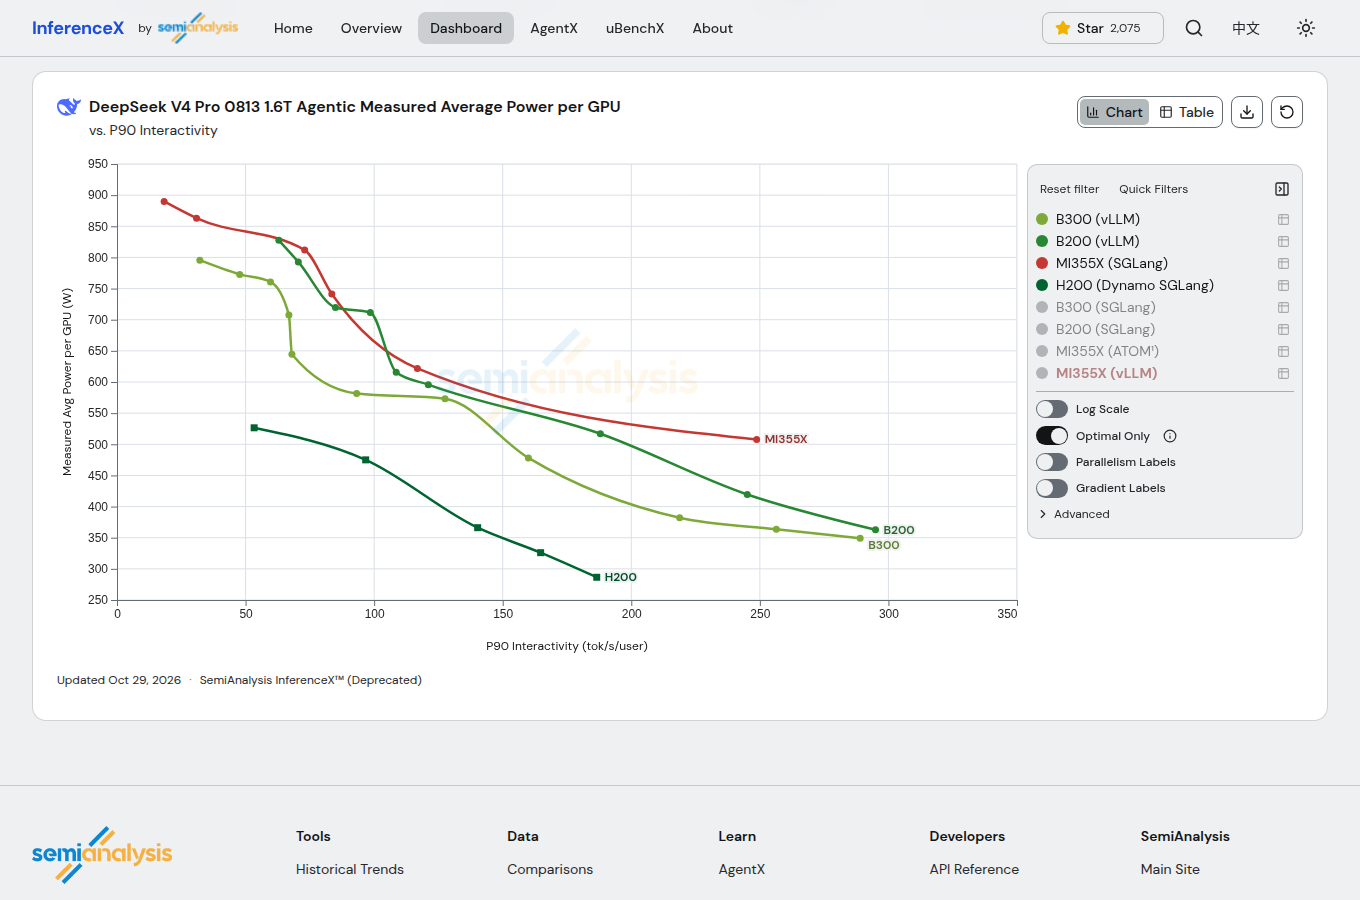 InferenceX by semianalysis Home Overview Dashboard AgentX uBenchX About Star 2,075 中文
DeepSeek V4 Pro 0813 1.6T Agentic Measured Average Power per GPU
vs. P90 Interactivity
Chart Table
950
900
850
800
750
700
650
600
550
500
450
400
350
300
250
Measured Avg Power per GPU (W)
semianalysis
MI355X
B200
B300
H200
0 50 100 150 200 250 300 350
P90 Interactivity (tok/s/user)
Reset filter Quick Filters
B300 (vLLM)
B200 (vLLM)
MI355X (SGLang)
H200 (Dynamo SGLang)
B300 (SGLang)
B200 (SGLang)
MI355X (ATOM¹)
MI355X (vLLM)
Log Scale
Optimal Only
Parallelism Labels
Gradient Labels
Advanced
Updated Oct 29, 2026 · SemiAnalysis InferenceX™ (Deprecated)
semianalysis
Tools Data Learn Developers SemiAnalysis
Historical Trends Comparisons AgentX API Reference Main Site